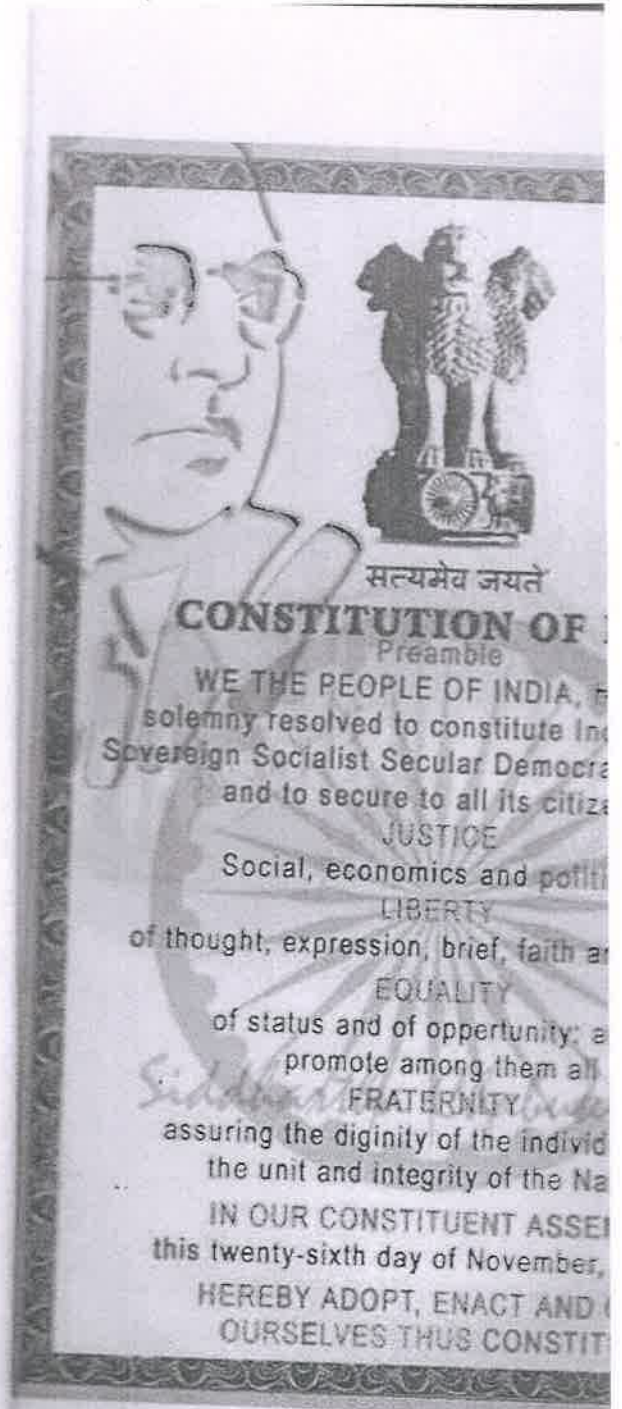 सत्यमेव जयते
CONSTITUTION OF
Preamble
WE THE PEOPLE OF INDIA,
solemny resolved to constitute
Sovereign Socialist Secular Democra
and to secure to all its citize
JUSTICE
Social, economics and politi
LIBERTY
of thought, expression, brief, faith
EQUALITY
of status and of oppertunity; a
promote among them all
FRATERNITY
assuring the diginity of the individ
the unit and integrity of the Na
IN OUR CONSTITUENT ASSE
this twenty-sixth day of November,
HEREBY ADOPT, ENACT AND
OURSELVES THUS CONSTIT